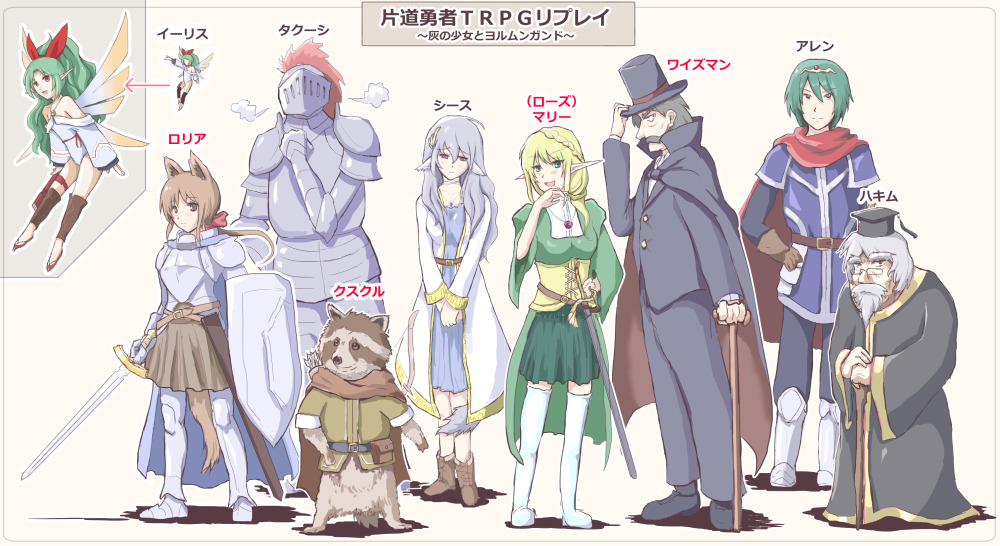 片道勇者TRPGリプレイ
～灰の少女とヨルムンガンド～
イーリス
タクーシ
アレン
ワイズマン
シース
（ローズ）
マリー
ロリア
ハキム
クスクル